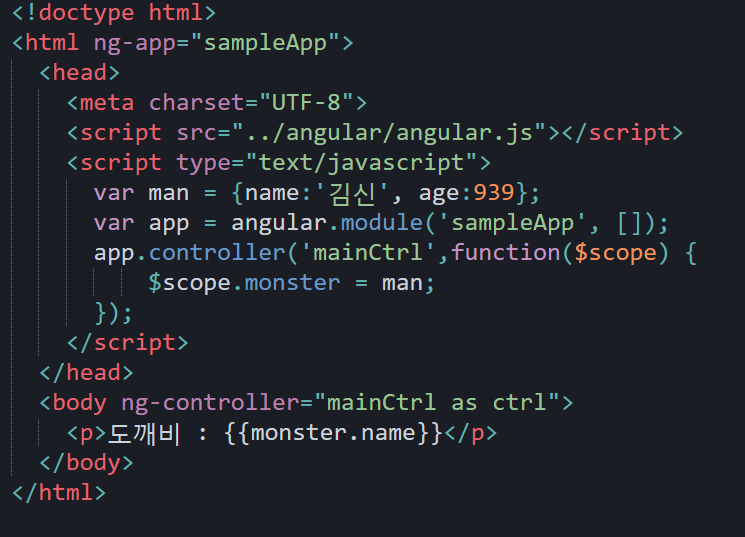 <!doctype html>
<html ng-app="sampleApp">
<head>
<meta charset="UTF-8">
<script src="../angular/angular.js"></script>
<script type="text/javascript">
var man = {name:'김신', age:939};
var app = angular.module('sampleApp', []);
app.controller('mainCtrl',function($scope) {
$scope.monster = man;
});
</script>
</head>
<body ng-controller="mainCtrl as ctrl">
<p>도깨비 : {{monster.name}}</p>
</body>
</html>